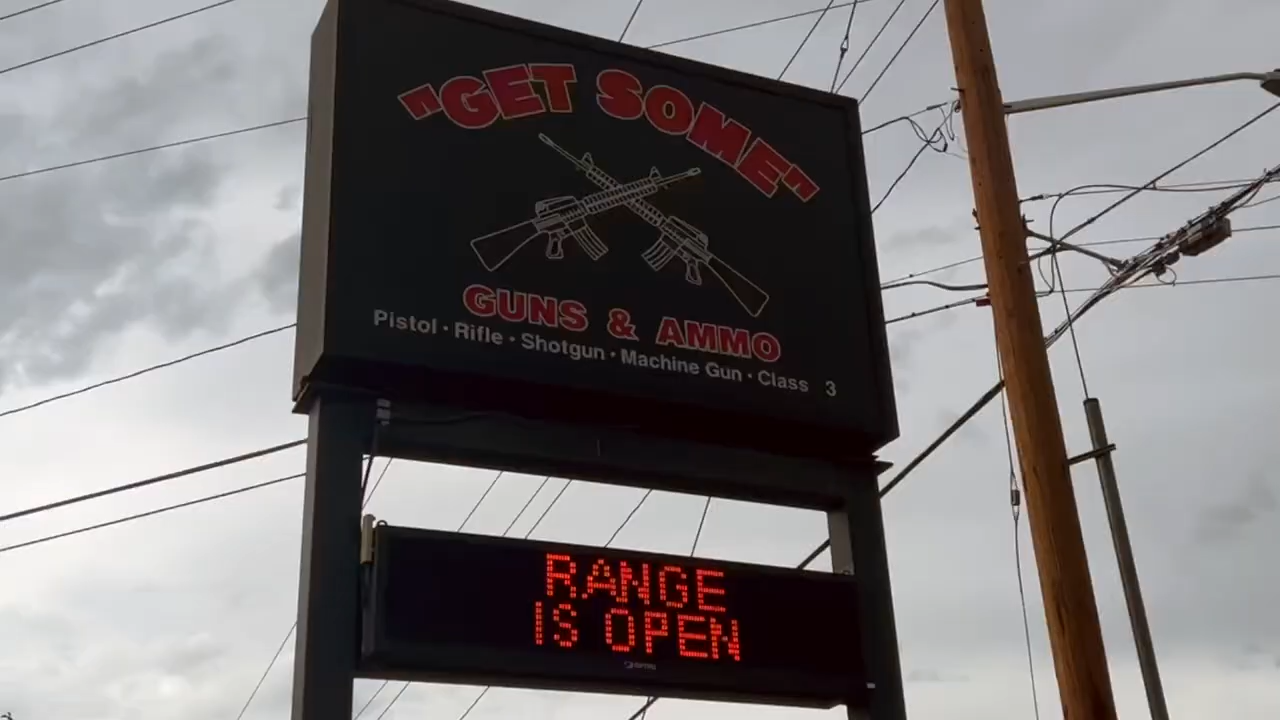 "GET SOME"
GUNS & AMMO
Pistol · Rifle · Shotgun · Machine Gun · Class 3
RANGE
IS OPEN